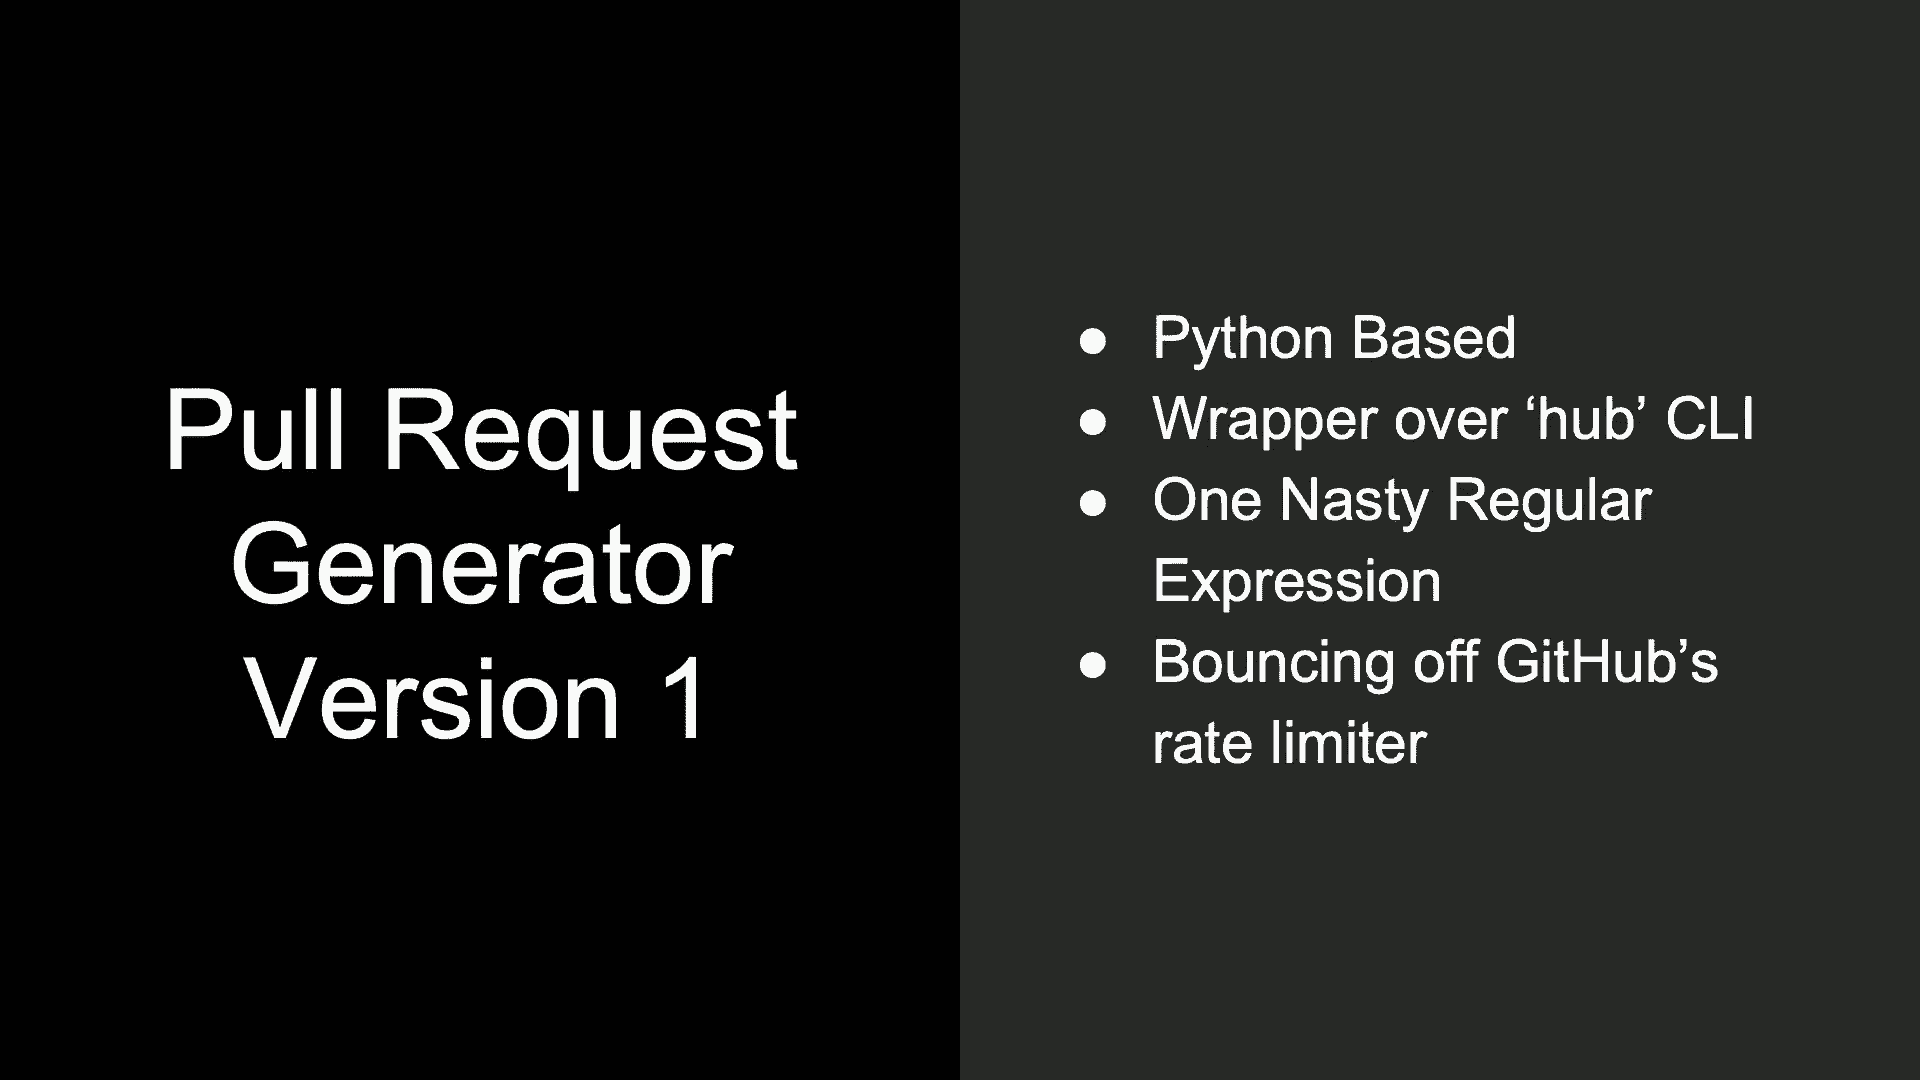 Pull Request
Generator
Version 1
● Python Based
● Wrapper over ‘hub’ CLI
● One Nasty Regular
Expression
● Bouncing off GitHub’s
rate limiter